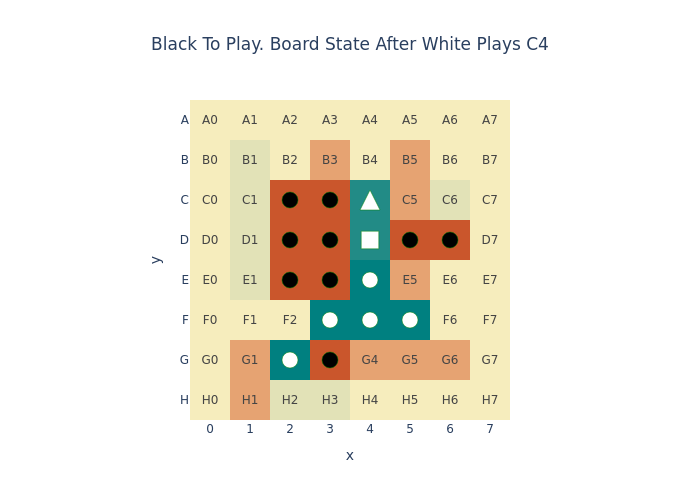 Black To Play. Board State After White Plays C4
A A0 A1 A2 A3 A4 A5 A6 A7
B B0 B1 B2 B3 B4 B5 B6 B7
C C0 C1 C5 C6 C7
D D0 D1 D7
E E0 E1 E5 E6 E7
F F0 F1 F2 F6 F7
G G0 G1 G4 G5 G6 G7
H H0 H1 H2 H3 H4 H5 H6 H7
0 1 2 3 4 5 6 7
x
y